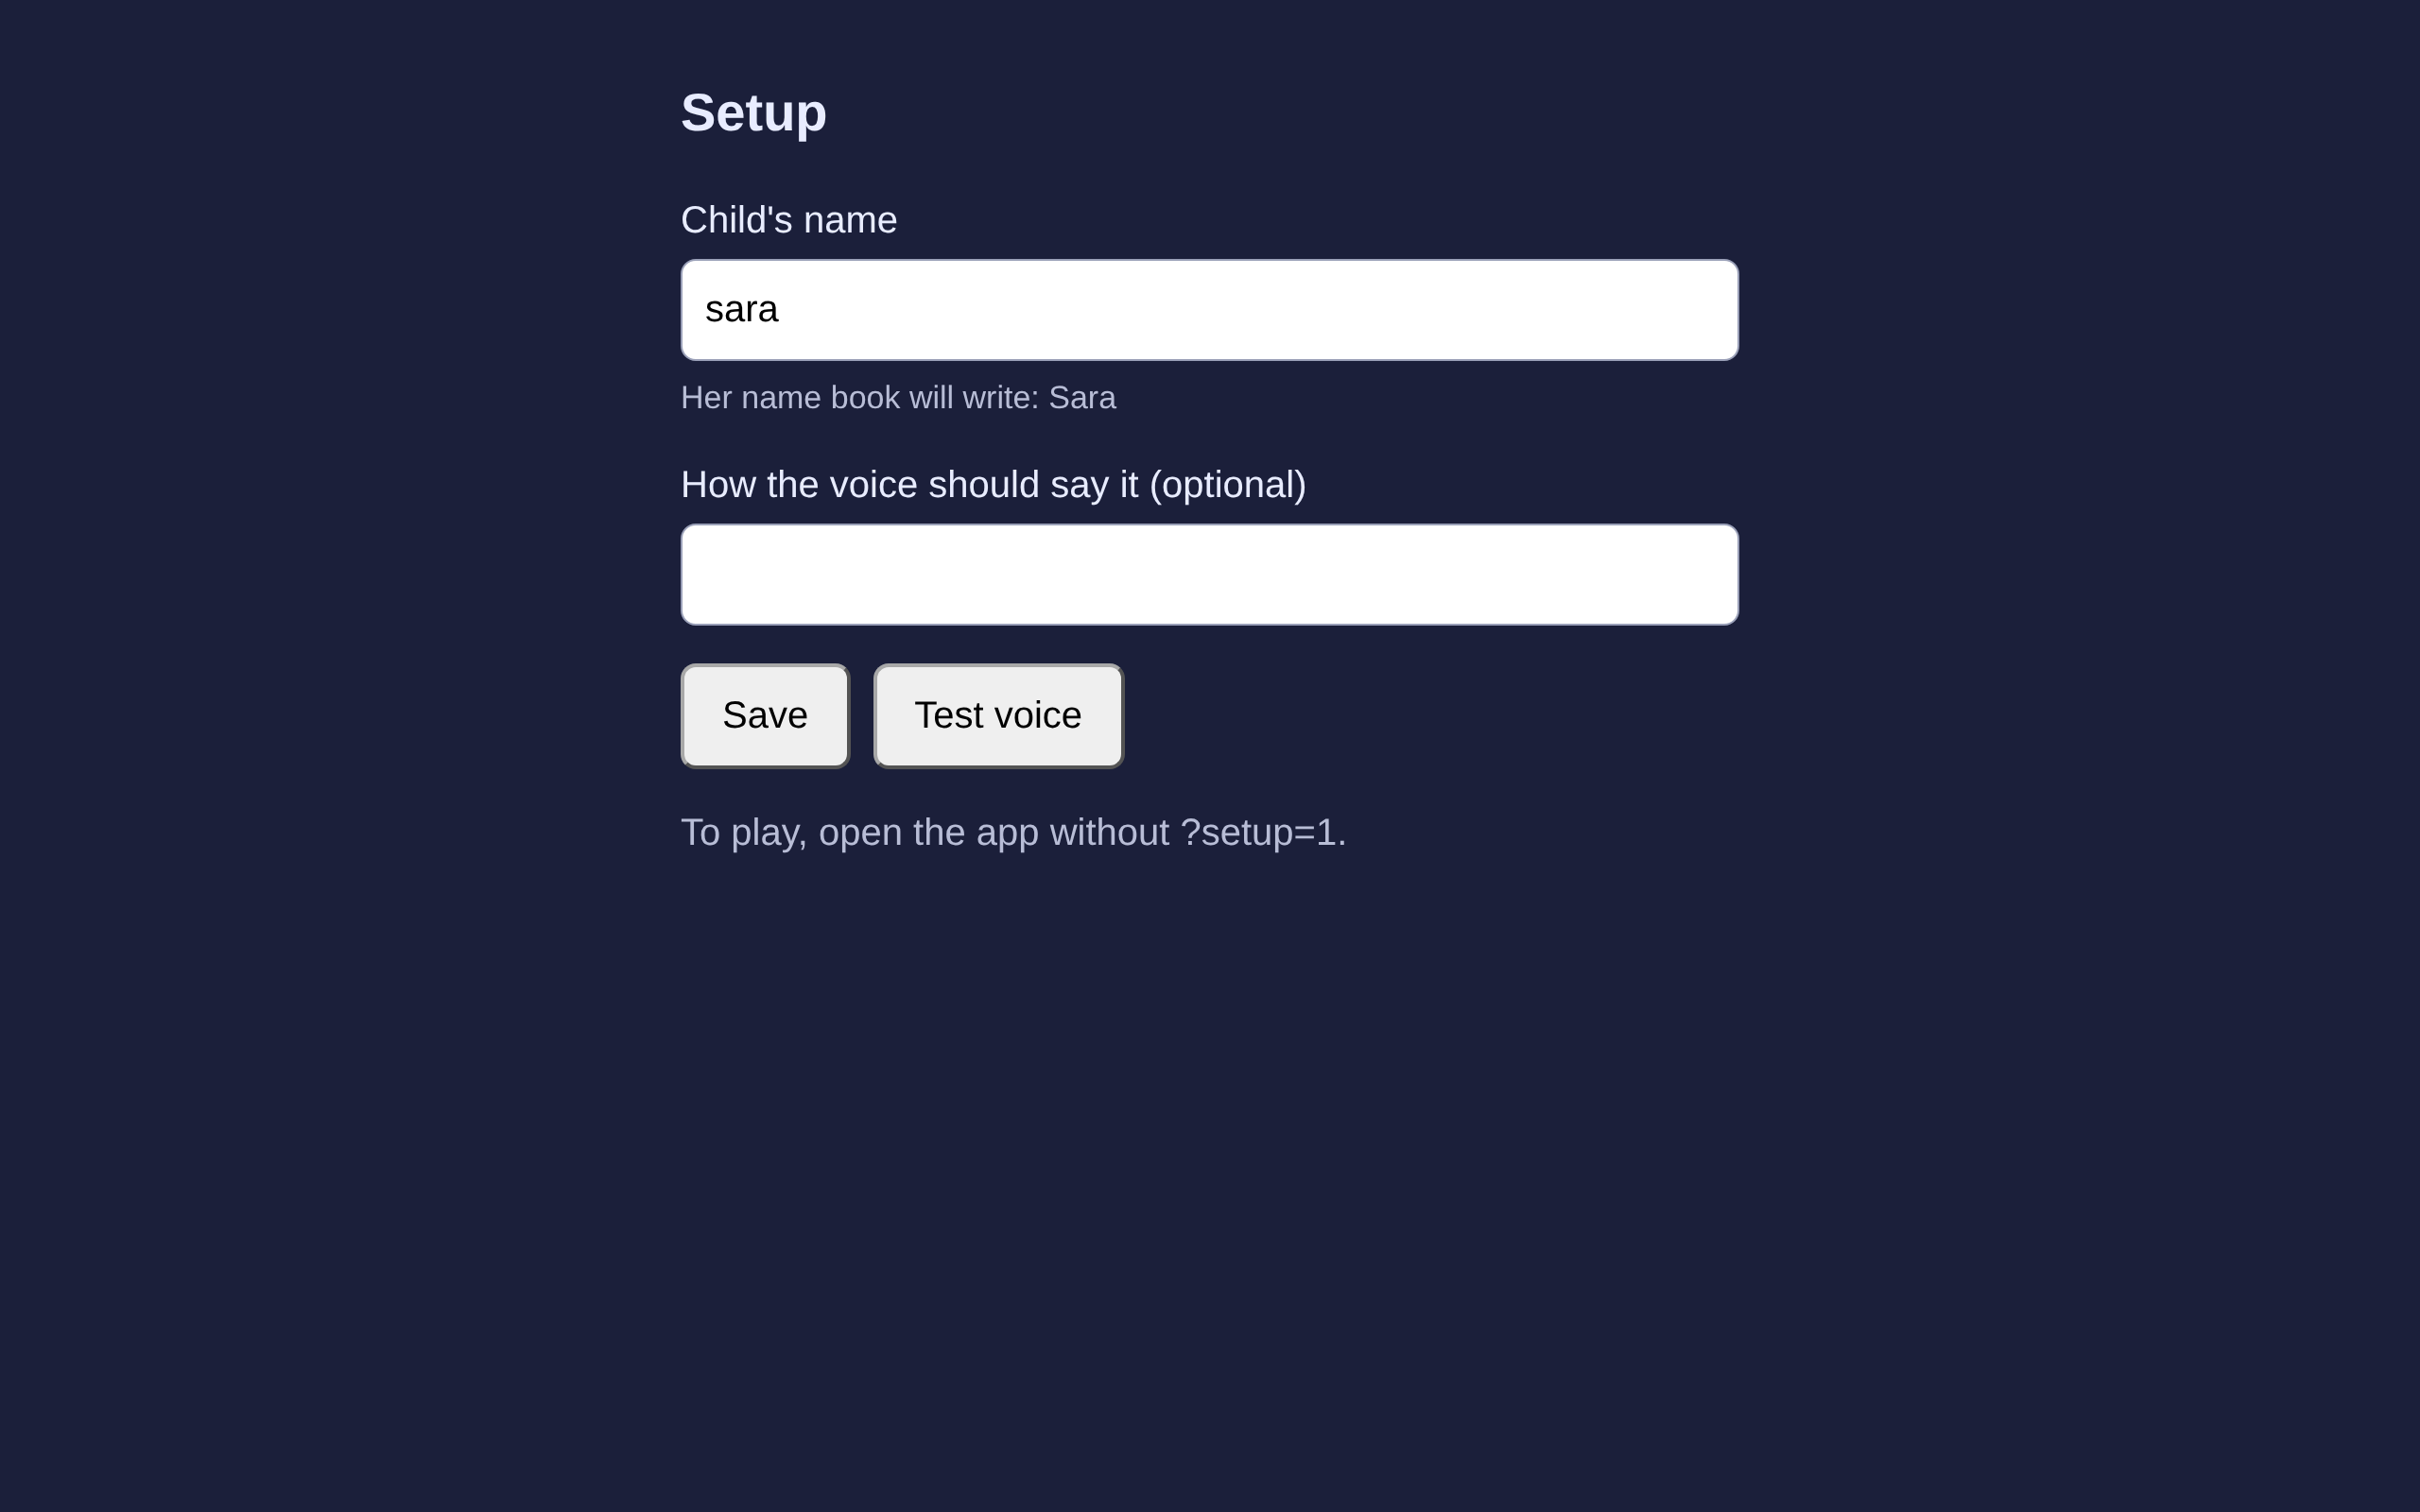 Setup
Child's name
sara
Her name book will write: Sara
How the voice should say it (optional)
Save
Test voice
To play, open the app without ?setup=1.